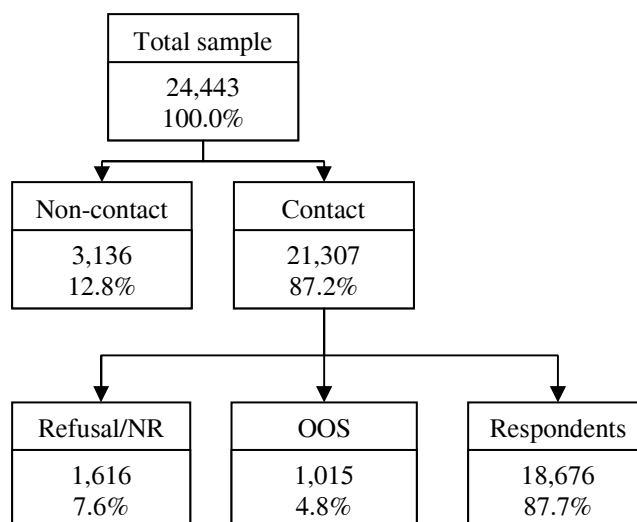 Total sample
24,443
100.0%
Non-contact
3,136
12.8%
Contact
21,307
87.2%
Refusal/NR
1,616
7.6%
OOS
1,015
4.8%
Respondents
18,676
87.7%